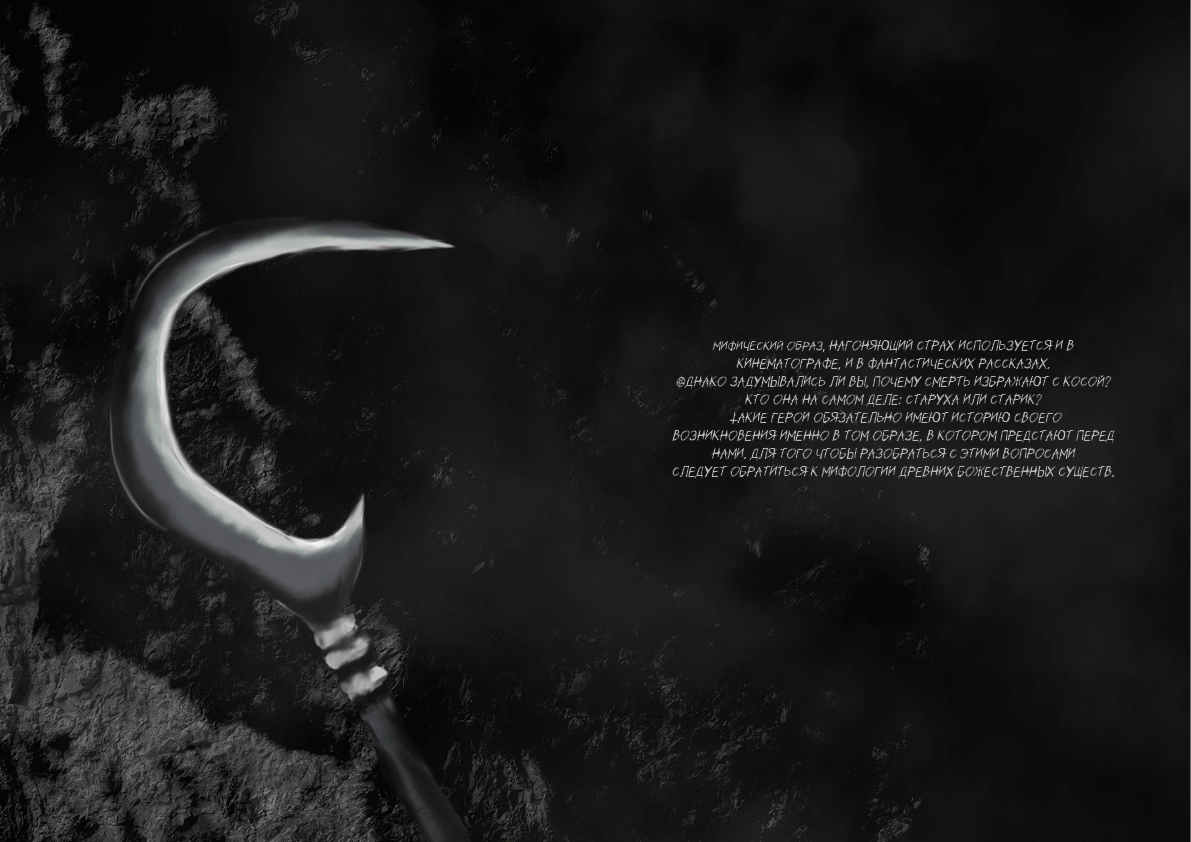 МИФИЧЕСКИЙ ОБРАЗ, НАГОНЯЮЩИЙ СТРАХ ИСПОЛЬЗУЕТСЯ И В
КИНЕМАТОГРАФЕ, И В ФАНТАСТИЧЕСКИХ РАССКАЗАХ.
ОДНАКО ЗАДУМЫВАЛИСЬ ЛИ ВЫ, ПОЧЕМУ СМЕРТЬ ИЗБРАЖАЮТ С КОСОЙ?
КТО ОНА НА САМОМ ДЕЛЕ: СТАРУХА ИЛИ СТАРИК?
ТАКИЕ ГЕРОИ ОБЯЗАТЕЛЬНО ИМЕЮТ ИСТОРИЮ СВОЕГО
ВОЗНИКНОВЕНИЯ ИМЕННО В ТОМ ОБРАЗЕ, В КОТОРОМ ПРЕДСТАЮТ ПЕРЕД
НАМИ. ДЛЯ ТОГО ЧТОБЫ РАЗОБРАТЬСЯ С ЭТИМИ ВОПРОСАМИ
СЛЕДУЕТ ОБРАТИТЬСЯ К МИФОЛОГИИ ДРЕВНИХ БОЖЕСТВЕННЫХ СУЩЕСТВ.